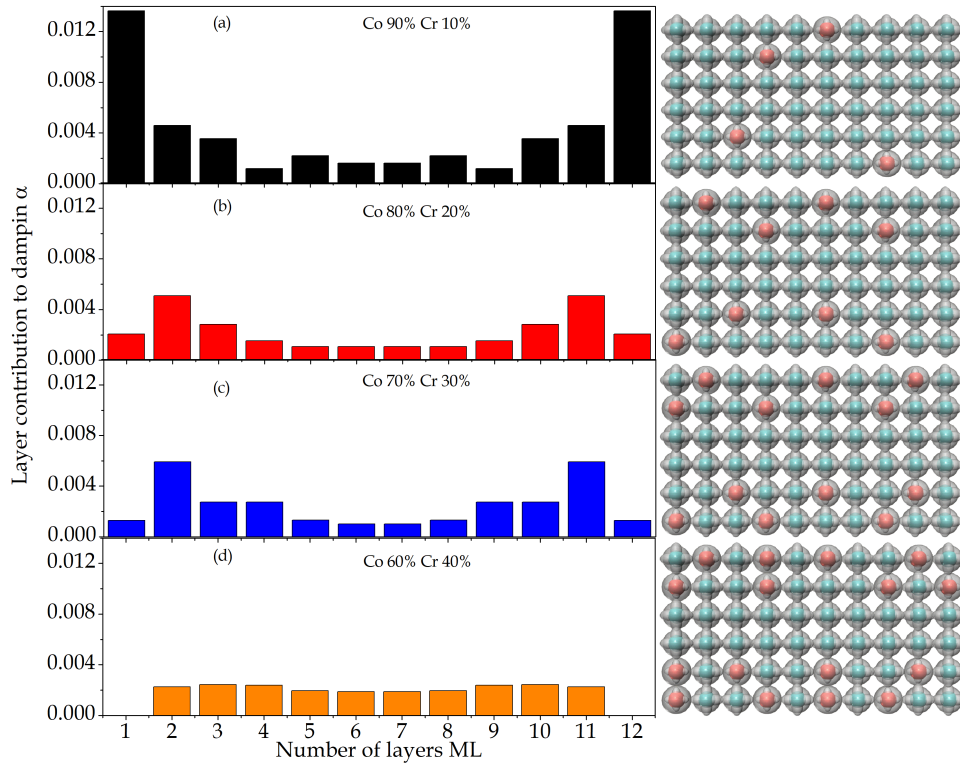 Layer contribution to dampin α
(a)
Co 90% Cr 10%
0.012
0.008
0.004
0.000
(b)
Co 80% Cr 20%
0.012
0.008
0.004
0.000
(c)
Co 70% Cr 30%
0.012
0.008
0.004
0.000
(d)
Co 60% Cr 40%
0.012
0.008
0.004
0.000
1 2 3 4 5 6 7 8 9 10 11 12
Number of layers ML